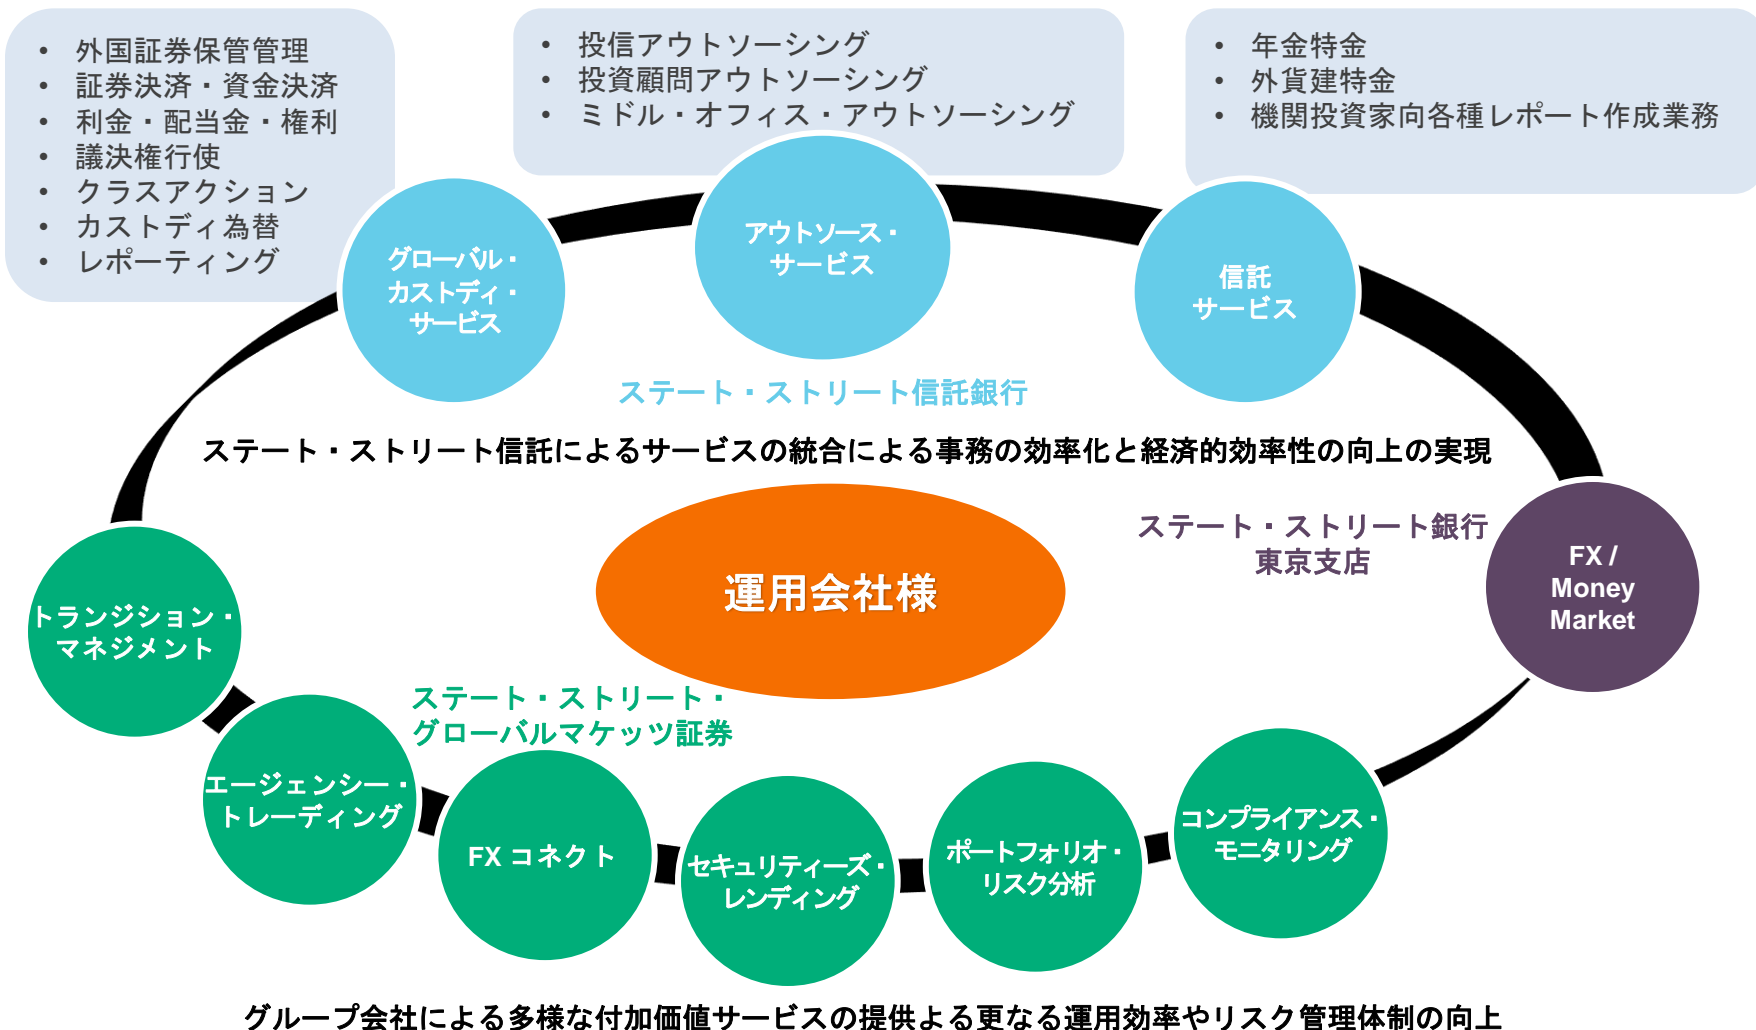 • 外国証券保管管理
• 証券決済・資金決済
• 利金・配当金・権利
• 議決権行使
• クラスアクション
• カストディ為替
• レポーティング
• 投信アウトソーシング
• 投資顧問アウトソーシング
• ミドル・オフィス・アウトソーシング
• 年金特金
• 外貨建特金
• 機関投資家向各種レポート作成業務
グローバル・
カストディ・
サービス
アウトソース・
サービス
信託
サービス
ステート・ストリート信託銀行
ステート・ストリート信託によるサービスの統合による事務の効率化と経済的効率性の向上の実現
運用会社様
ステート・ストリート銀行
東京支店
FX /
Money
Market
トランジション・
マネジメント
ステート・ストリート・
グローバルマケッツ証券
エージェンシー・
トレーディング
FX コネクト
セキュリティーズ・
レンディング
ポートフォリオ・
リスク分析
コンプライアンス・
モニタリング
グループ会社による多様な付加価値サービスの提供よる更なる運用効率やリスク管理体制の向上